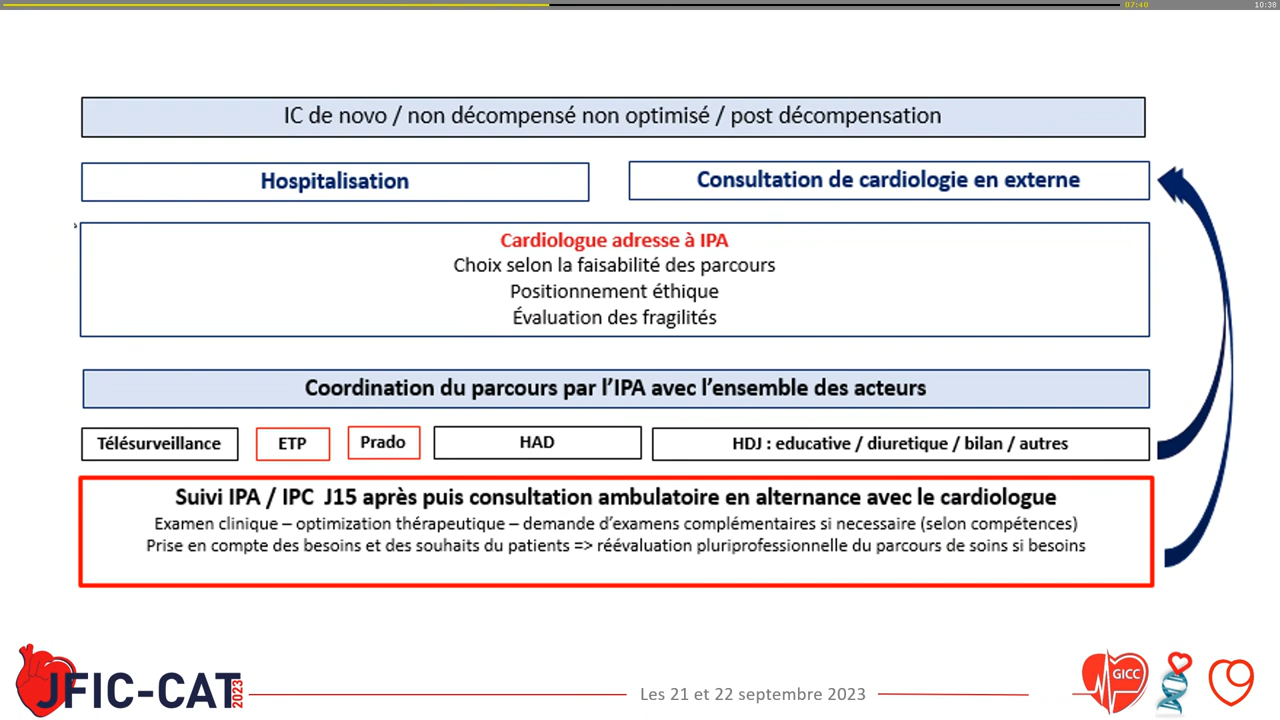 07:40
10:38
IC de novo / non décompensé non optimisé / post décompensation
Hospitalisation
Consultation de cardiologie en externe
Cardiologue adresse à IPA
Choix selon la faisabilité des parcours
Positionnement éthique
Évaluation des fragilités
Coordination du parcours par l’IPA avec l’ensemble des acteurs
Télésurveillance
ETP
Prado
HAD
HDJ : educative / diuretique / bilan / autres
Suivi IPA / IPC J15 après puis consultation ambulatoire en alternance avec le cardiologue
Examen clinique – optimization thérapeutique – demande d’examens complémentaires si necessaire (selon compétences)
Prise en compte des besoins et des souhaits du patients => réévaluation pluriprofessionnelle du parcours de soins si besoins
JFIC-CAT 2023
Les 21 et 22 septembre 2023
GICC